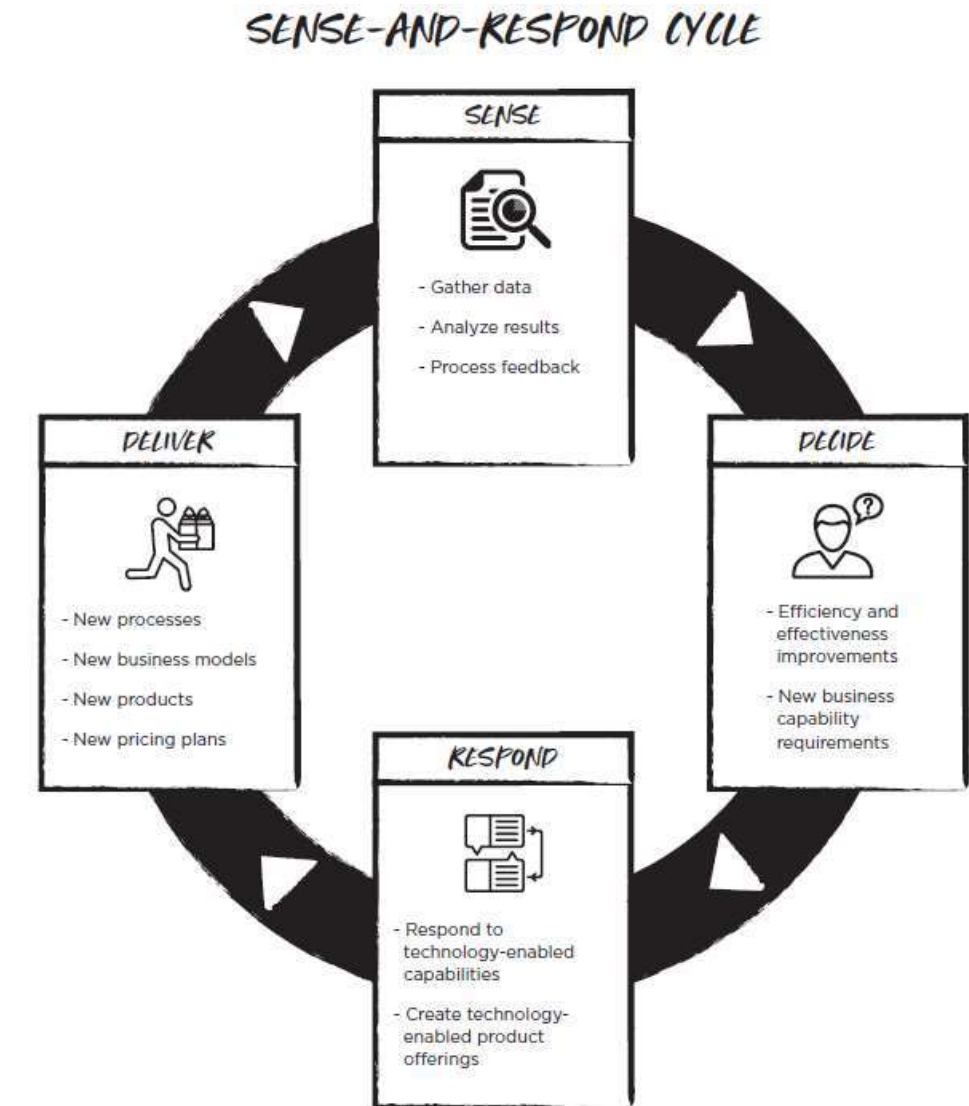 SENSE-AND-RESPOND CYCLE
SENSE
- Gather data
- Analyze results
- Process feedback
DECIDE
?
- Efficiency and
effectiveness
improvements
- New business
capability
requirements
RESPOND
- Respond to
technology-enabled
capabilities
- Create technology-
enabled product
offerings
DELIVER
- New processes
- New business models
- New products
- New pricing plans